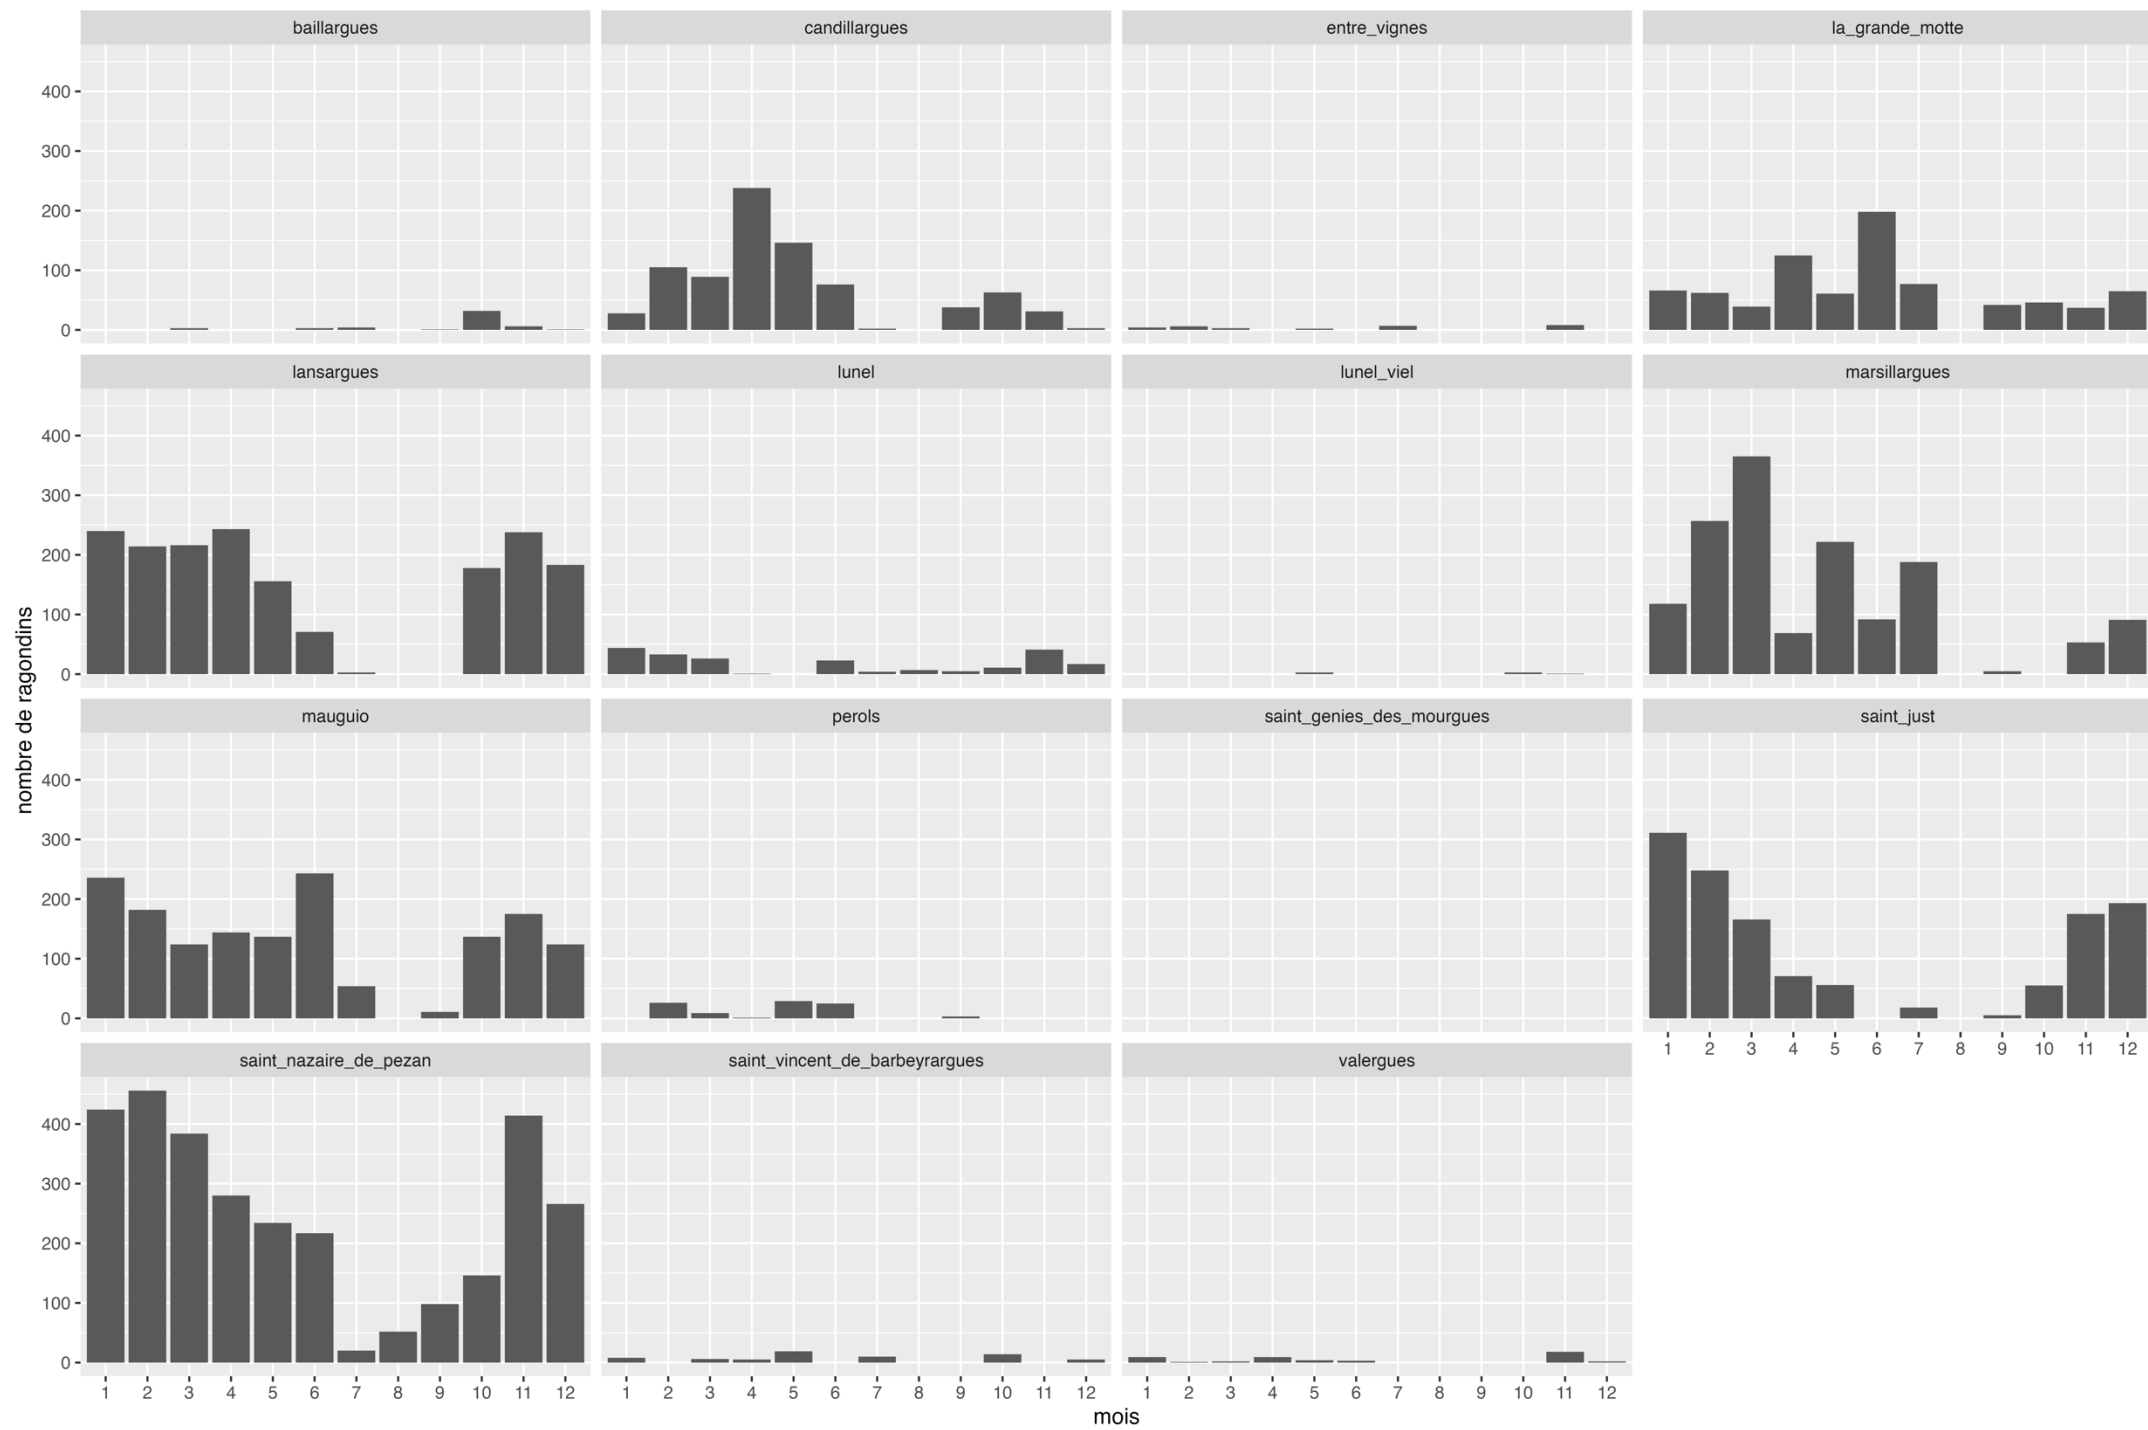 baillargues candillargues entre_vignes la_grande_motte
400
300
200
100
0
lansargues lunel lunel_viel marsillargues
400
300
200
100
0
nombre de ragondins
mauguio perols saint_genies_des_mourgues saint_just
400
300
200
100
0
1 2 3 4 5 6 7 8 9 10 11 12
saint_nazaire_de_pezan saint_vincent_de_barbeyrargues valergues
400
300
200
100
0
1 2 3 4 5 6 7 8 9 10 11 12 1 2 3 4 5 6 7 8 9 10 11 12 1 2 3 4 5 6 7 8 9 10 11 12
mois